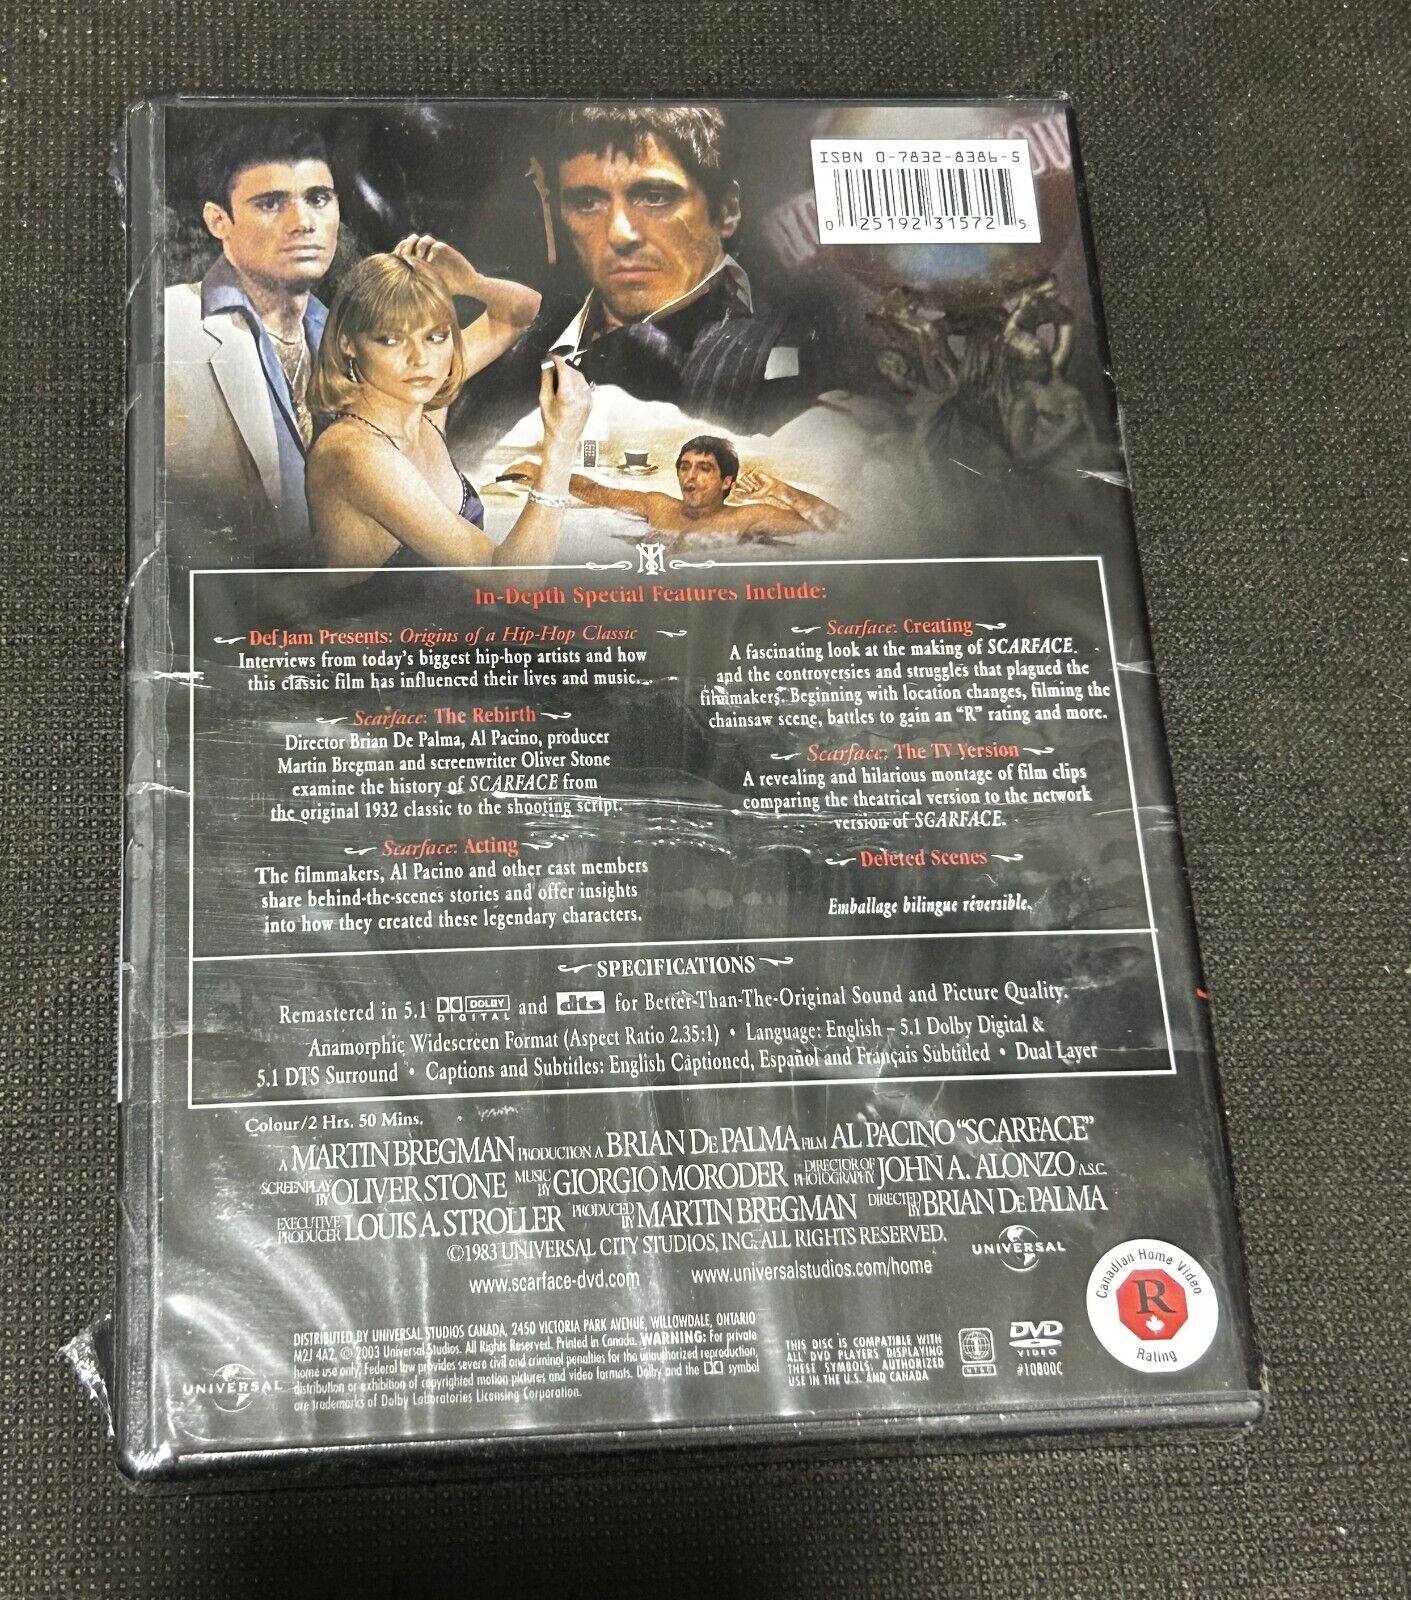 ISBN 0-7832-8386-5
0 25192 31572 5
In-Depth Special Features Include:
Def Jam Presents: Origins of a Hip-Hop Classic
Interviews from today's biggest hip-hop artists and how
this classic film has influenced their lives and music.
Scarface: The Rebirth
Director Brian De Palma, Al Pacino, producer
Martin Bregman and screenwriter Oliver Stone
examine the history of SCARFACE from
the original 1932 classic to the shooting script.
Scarface: Acting
The filmmakers, Al Pacino and other cast members
share behind-the-scenes stories and offer insights
into how they created these legendary characters.
Scarface: Creating
A fascinating look at the making of SCARFACE.
and the controversies and struggles that plagued the
filmmakers. Beginning with location changes, filming the
chainsaw scene, battles to gain an "R" rating and more.
Scarface: The TV Version
A revealing and hilarious montage of film clips
comparing the theatrical version to the network
version of SCARFACE.
Deleted Scenes
Emballage bilingue réversible.
SPECIFICATIONS
Remastered in 5.1 DOLBY DIGITAL and dts for Better-Than-The-Original Sound and Picture Quality.
Anamorphic Widescreen Format (Aspect Ratio 2.35:1) • Language: English – 5.1 Dolby Digital &
5.1 DTS Surround • Captions and Subtitles: English Captioned, Español and Français Subtitled • Dual Layer
Colour/2 Hrs. 50 Mins.
A MARTIN BREGMAN PRODUCTION A BRIAN DE PALMA FILM AL PACINO "SCARFACE"
SCREENPLAY BY OLIVER STONE MUSIC BY GIORGIO MORODER DIRECTOR OF PHOTOGRAPHY JOHN A. ALONZO A.S.C.
EXECUTIVE PRODUCER LOUIS A. STROLLER PRODUCED BY MARTIN BREGMAN DIRECTED BY BRIAN DE PALMA
©1983 UNIVERSAL CITY STUDIOS, INC. ALL RIGHTS RESERVED.
UNIVERSAL
www.scarface-dvd.com www.universalstudios.com/home
UNIVERSAL
DISTRIBUTED BY UNIVERSAL STUDIOS CANADA, 2450 VICTORIA PARK AVENUE, WILLOWDALE, ONTARIO
M2J 4A2. © 2003 Universal Studios. All Rights Reserved. Printed in Canada. WARNING: For private
home use only. Federal law provides severe civil and criminal penalties for the unauthorized reproduction,
distribution or exhibition of copyrighted motion pictures and video formats. Dolby and the symbol
are trademarks of Dolby Laboratories Licensing Corporation.
THIS DISC IS COMPATIBLE WITH
ALL DVD PLAYERS DISPLAYING
THESE SYMBOLS. AUTHORIZED
USE IN THE U.S. AND CANADA
1
NTSC
DVD
VIDEO
#10800C
Canadian Home Video
R
Rating